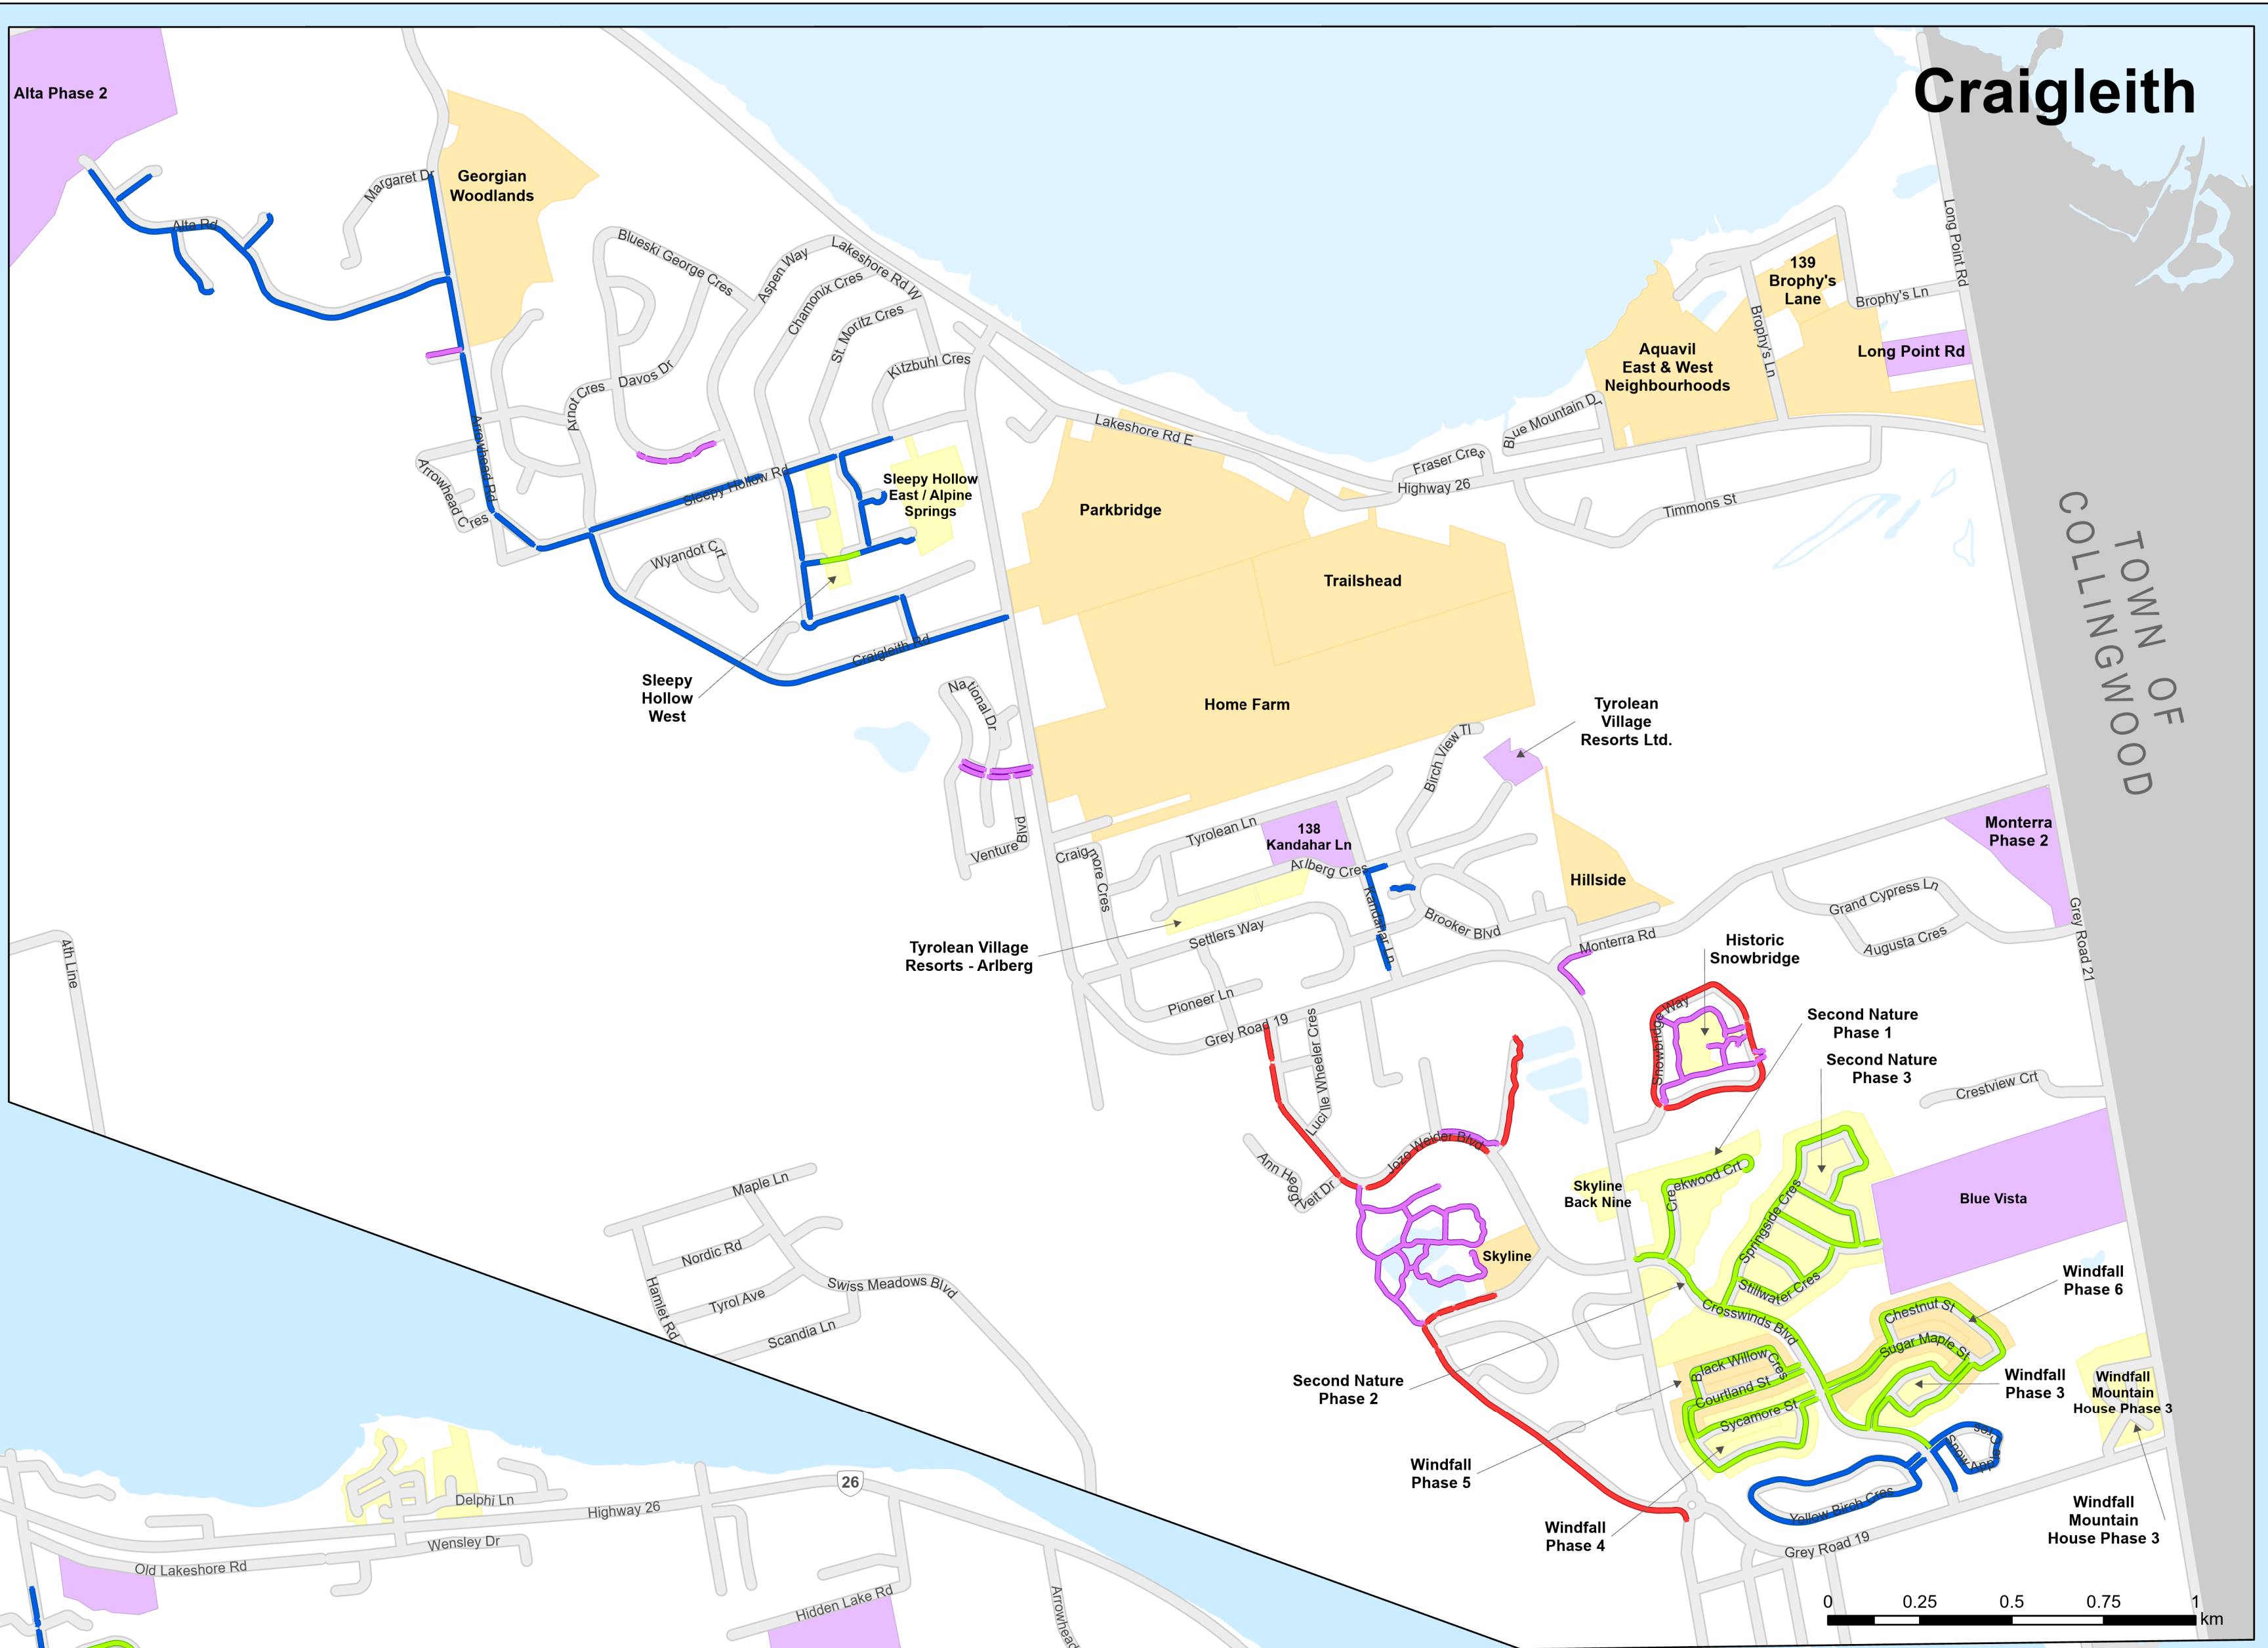 Craigleith
Alta Phase 2
Georgian
Woodlands
Margaret Dr
Alta Rd
Blueski George Cres
Aspen Way
Lakeshore Rd W
Chamonix Cres
St. Moritz Cres
Kitzbuhl Cres
Arnot Cres
Davos Dr
Arrowhead Rd
Arrowhead Cres
Sleepy Hollow Rd
Sleepy Hollow
East / Alpine
Springs
Wyandot Crt
Craigleith Rd
Sleepy
Hollow
West
National Dr
Venture Blvd
Lakeshore Rd E
Parkbridge
Trailshead
Home Farm
Fraser Cres
Highway 26
Blue Mountain Dr
Timmons St
Aquavil
East & West
Neighbourhoods
139
Brophy's
Lane
Brophy's Ln
Brophy's Ln
Long Point Rd
Long Point Rd
TOWN OF
COLLINGWOOD
Tyrolean
Village
Resorts Ltd.
Birch View Tl
Tyrolean Ln
138
Kandahar Ln
Arlberg Cres
Kandahar Ln
Craigmore Cres
Settlers Way
Brooker Blvd
Hillside
Monterra Rd
Monterra
Phase 2
Grand Cypress Ln
Augusta Cres
Grey Road 21
Tyrolean Village
Resorts - Arlberg
Pioneer Ln
Grey Road 19
Lucille Wheeler Cres
Historic
Snowbridge
Snowbridge Way
Second Nature
Phase 1
Second Nature
Phase 3
Crestview Crt
4th Line
Jozo Weider Blvd
Ann Heggtveit Dr
Skyline
Back Nine
Creekwood Crt
Springside Cres
Stillwater Cres
Blue Vista
Skyline
Crosswinds Blvd
Windfall
Phase 6
Chestnut St
Sugar Maple St
Second Nature
Phase 2
Black Willow Cres
Courtland St
Sycamore St
Windfall
Phase 3
Windfall
Mountain
House Phase 3
Windfall
Phase 5
Snow Apple Cres
Yellow Birch Cres
Windfall
Phase 4
Windfall
Mountain
House Phase 3
Grey Road 19
Maple Ln
Nordic Rd
Hamlet Rd
Tyrol Ave
Swiss Meadows Blvd
Scandia Ln
26
Delphi Ln
Highway 26
Wensley Dr
Old Lakeshore Rd
Hidden Lake Rd
Arrowhead
0 0.25 0.5 0.75 1
km